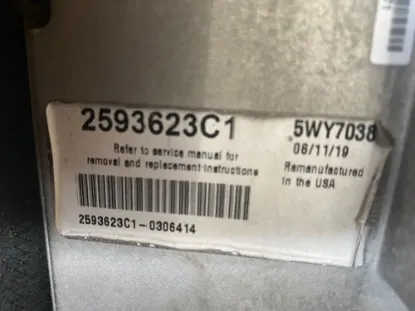 2593623C1
5WY7038
06/11/19
Refer to service manual for
removal and replacement instructions
Remanufactured
in the USA
2593623C1-0306414